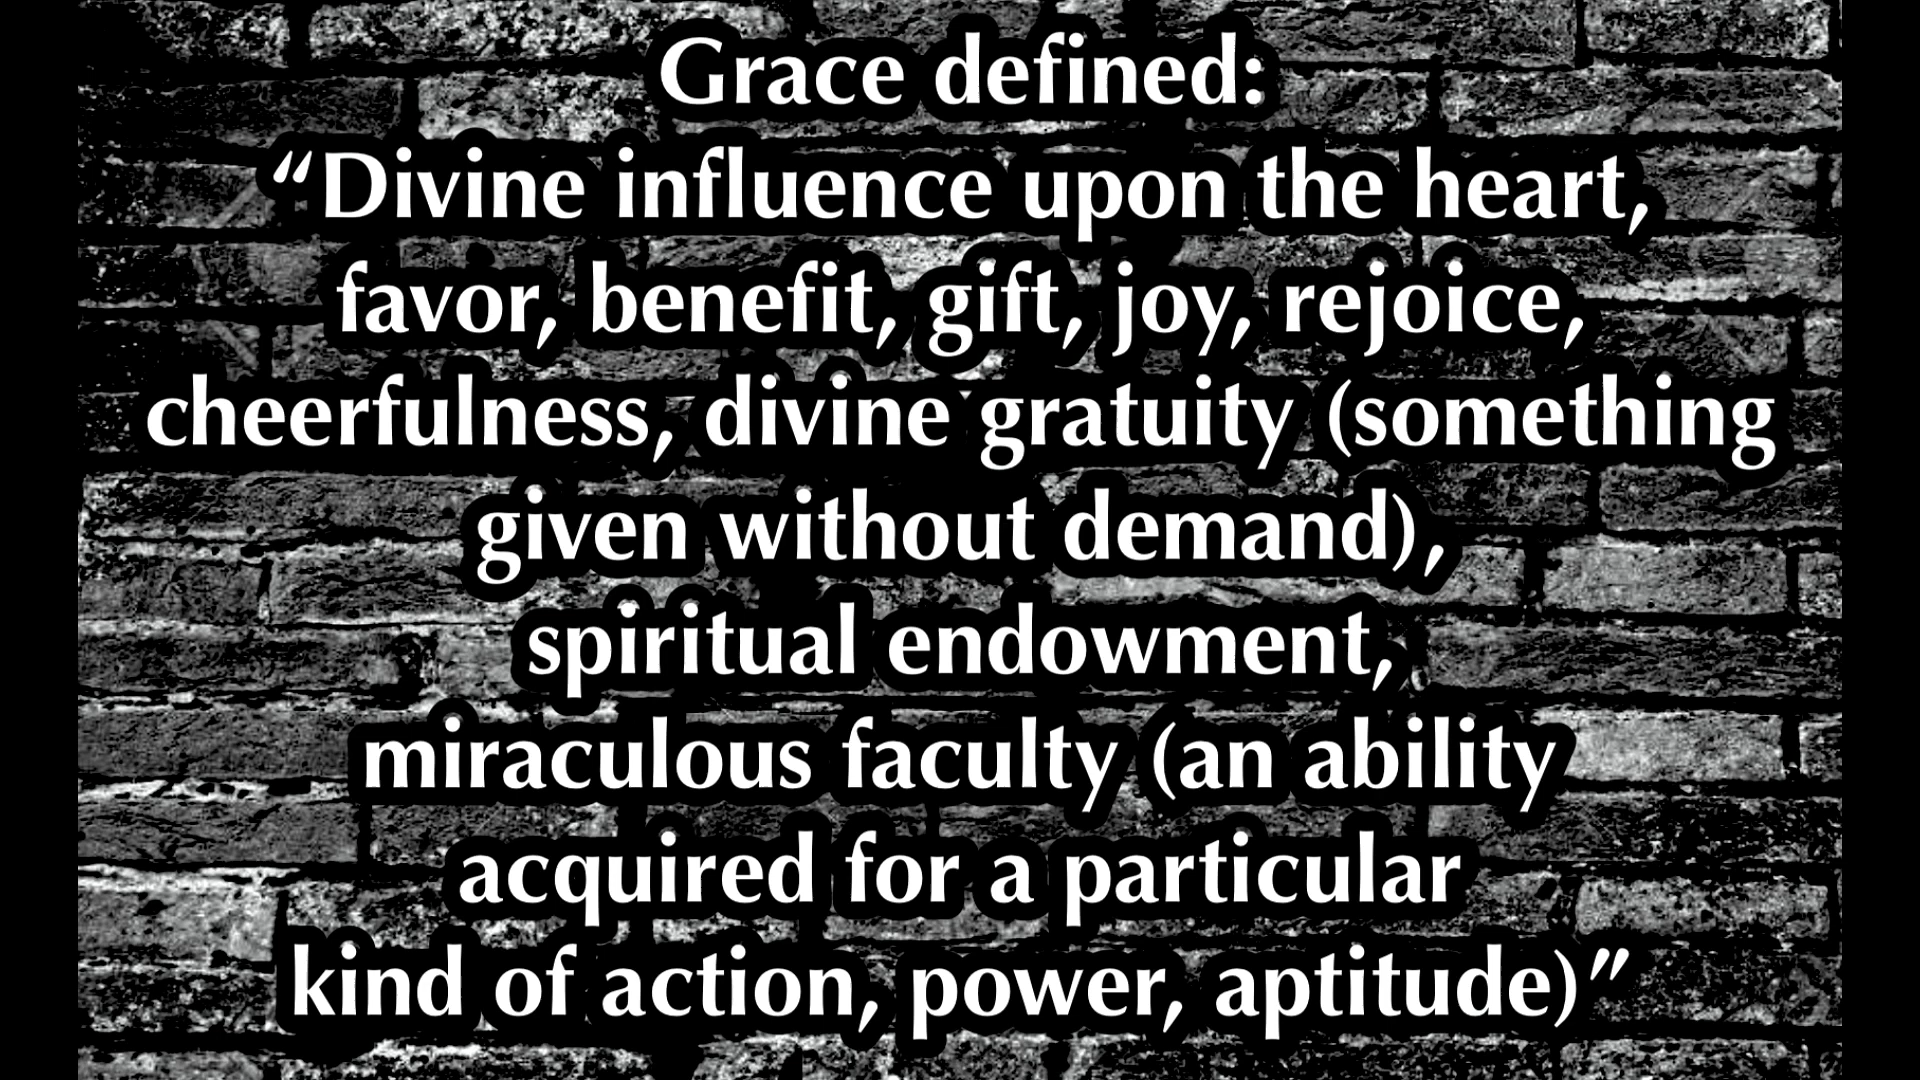 Grace defined:
“Divine influence upon the heart,
favor, benefit, gift, joy, rejoice,
cheerfulness, divine gratuity (something
given without demand),
spiritual endowment,
miraculous faculty (an ability
acquired for a particular
kind of action, power, aptitude)”